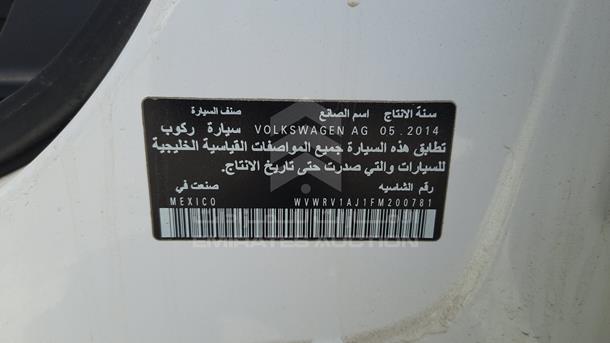 سنة الانتاج اسم الصانع صنف السيارة
سيارة ركوب VOLKSWAGEN AG 05.2014
تطابق هذه السيارة جميع المواصفات القياسية الخليجية
للسيارات والتي صدرت حتى تاريخ الانتاج.
رقم الشاسيه صنعت في
MEXICO WVWRV1AJ1FM200781
EMIRATES AUCTION